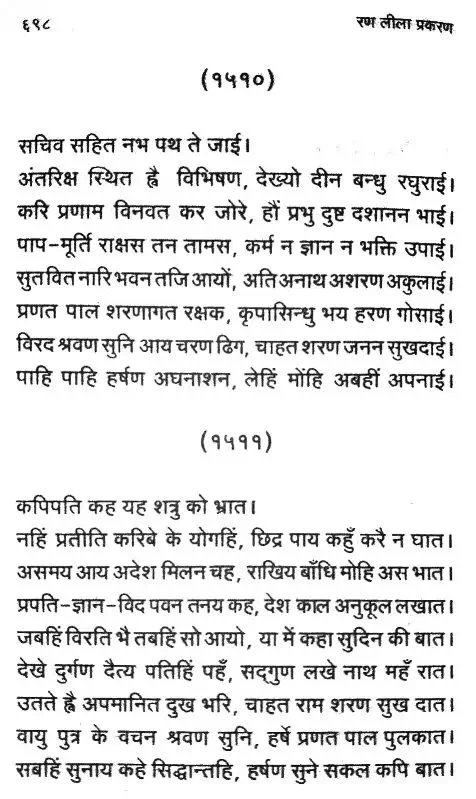 ६९८
रण लीला प्रकरण
(१५१०)
सचिव सहित नभ पथ ते जाई।
अंतरिक्ष स्थित ह्वै विभिषण, देख्यो दीन बन्धु रघुराई।
करि प्रणाम विनवत कर जोरे, हौं प्रभु दुष्ट दशानन भाई।
पाप-मूर्ति राक्षस तन तामस, कर्म न ज्ञान न भक्ति उपाई।
सुत वित नारि भवन तजि आयों, अति अनाथ अशरण अकुलाई।
प्रणत पाल शरणागत रक्षक, कृपासिन्धु भय हरण गोसाई।
विरद श्रवण सुनि आय चरण ढिग, चाहत शरण जनन सुखदाई।
पाहि पाहि हर्षण अघनाशन, लेहिं मोंहि अबहीं अपनाई।
(१५११)
कपिपति कह यह शत्रु को भ्रात।
नहिं प्रतीति करिबे के योगहिं, छिद्र पाय कहुँ करै न घात।
असमय आय अदेश मिलन चह, राखिय बाँधि मोहि अस भात।
प्रपति-ज्ञान-विद पवन तनय कह, देश काल अनुकूल लखात।
जबहिं विरति भै तबहिं सो आयो, या में कहा सुदिन की बात।
देखे दुर्गण दैत्य पतिहिं पहँ, सद्गुण लखे नाथ महँ रात।
उतते ह्वै अपमानित दुख भरि, चाहत राम शरण सुख दात।
वायु पुत्र के वचन श्रवण सुनि, हर्षे प्रणत पाल पुलकात।
सबहिं सुनाय कहे सिद्धान्तहि, हर्षण सुने सकल कपि बात।